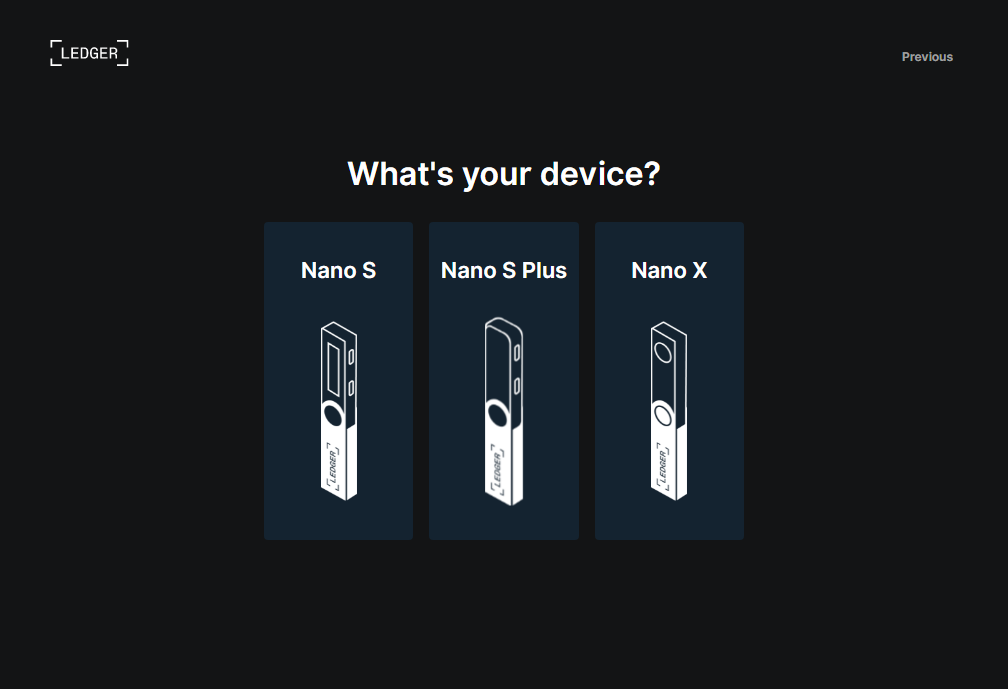 LEDGER
Previous
What's your device?
Nano S
Nano S Plus
Nano X
LEDGER
LEDGER
LEDGER